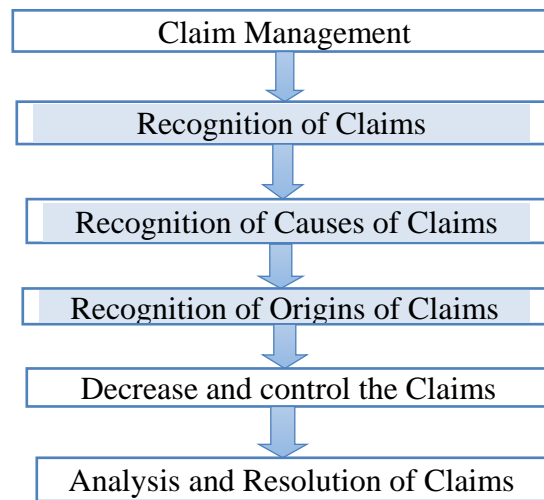 Claim Management
Recognition of Claims
Recognition of Causes of Claims
Recognition of Origins of Claims
Decrease and control the Claims
Analysis and Resolution of Claims